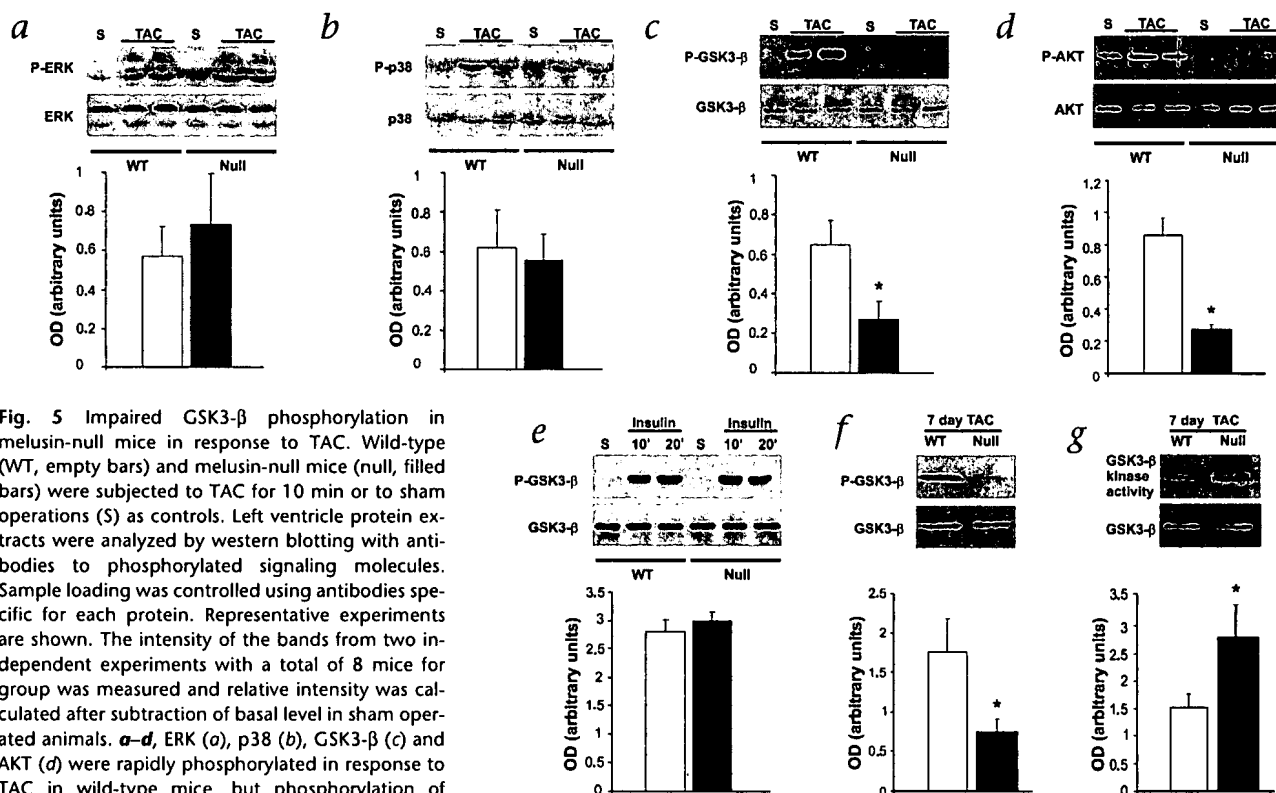 a
b
c
d
S TAC S TAC
P-ERK
ERK
WT Null
1
0.8
0.6
0.4
0.2
0
OD (arbitrary units)
S TAC S TAC
P-p38
p38
WT Null
1
0.8
0.6
0.4
0.2
0
OD (arbitrary units)
S TAC S TAC
P-GSK3-β
GSK3-β
WT Null
1
0.8
0.6
0.4
0.2
0
OD (arbitrary units)
*
S TAC S TAC
P-AKT
AKT
WT Null
1.2
1
0.8
0.6
0.4
0.2
0
OD (arbitrary units)
*
Fig. 5 Impaired GSK3-β phosphorylation in
melusin-null mice in response to TAC. Wild-type
(WT, empty bars) and melusin-null mice (null, filled
bars) were subjected to TAC for 10 min or to sham
operations (S) as controls. Left ventricle protein ex-
tracts were analyzed by western blotting with anti-
bodies to phosphorylated signaling molecules.
Sample loading was controlled using antibodies spe-
cific for each protein. Representative experiments
are shown. The intensity of the bands from two in-
dependent experiments with a total of 8 mice for
group was measured and relative intensity was cal-
culated after subtraction of basal level in sham oper-
ated animals. a–d, ERK (a), p38 (b), GSK3-β (c) and
AKT (d) were rapidly phosphorylated in response to
TAC in wild-type mice, but phosphorylation of
e
Insulin Insulin
S 10' 20' S 10' 20'
P-GSK3-β
GSK3-β
WT Null
3.5
3
2.5
2
1.5
1
0.5
0
OD (arbitrary units)
f
7 day TAC
WT Null
P-GSK3-β
GSK3-β
2.5
2
1.5
1
0.5
0
OD (arbitrary units)
*
g
7 day TAC
WT Null
GSK3-β
kinase
activity
GSK3-β
3.5
3
2.5
2
1.5
1
0.5
0
OD (arbitrary units)
*